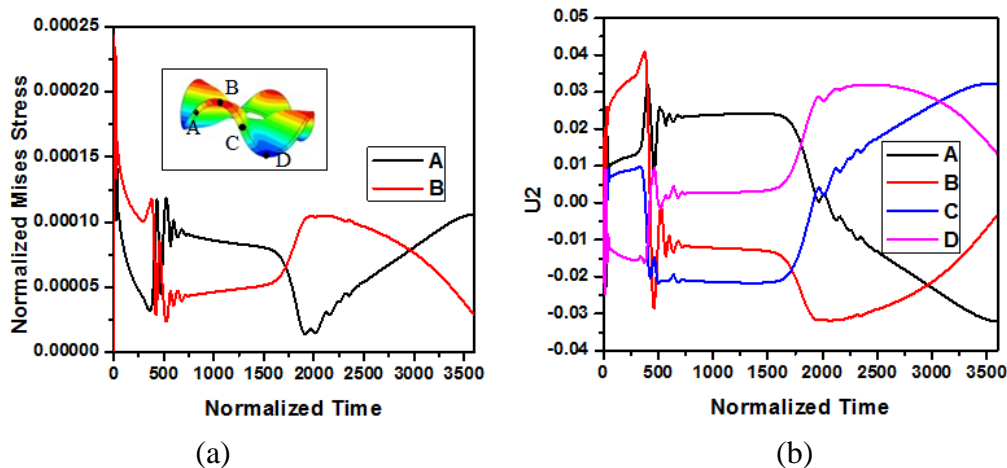 0.00025
0.00020
0.00015
0.00010
0.00005
0.00000
Normalized Mises Stress
0 500 1000 1500 2000 2500 3000 3500
Normalized Time
B
A
C
D
A
B
(a)
0.05
0.04
0.03
0.02
0.01
0.00
-0.01
-0.02
-0.03
-0.04
U2
0 500 1000 1500 2000 2500 3000 3500
Normalized Time
A
B
C
D
(b)